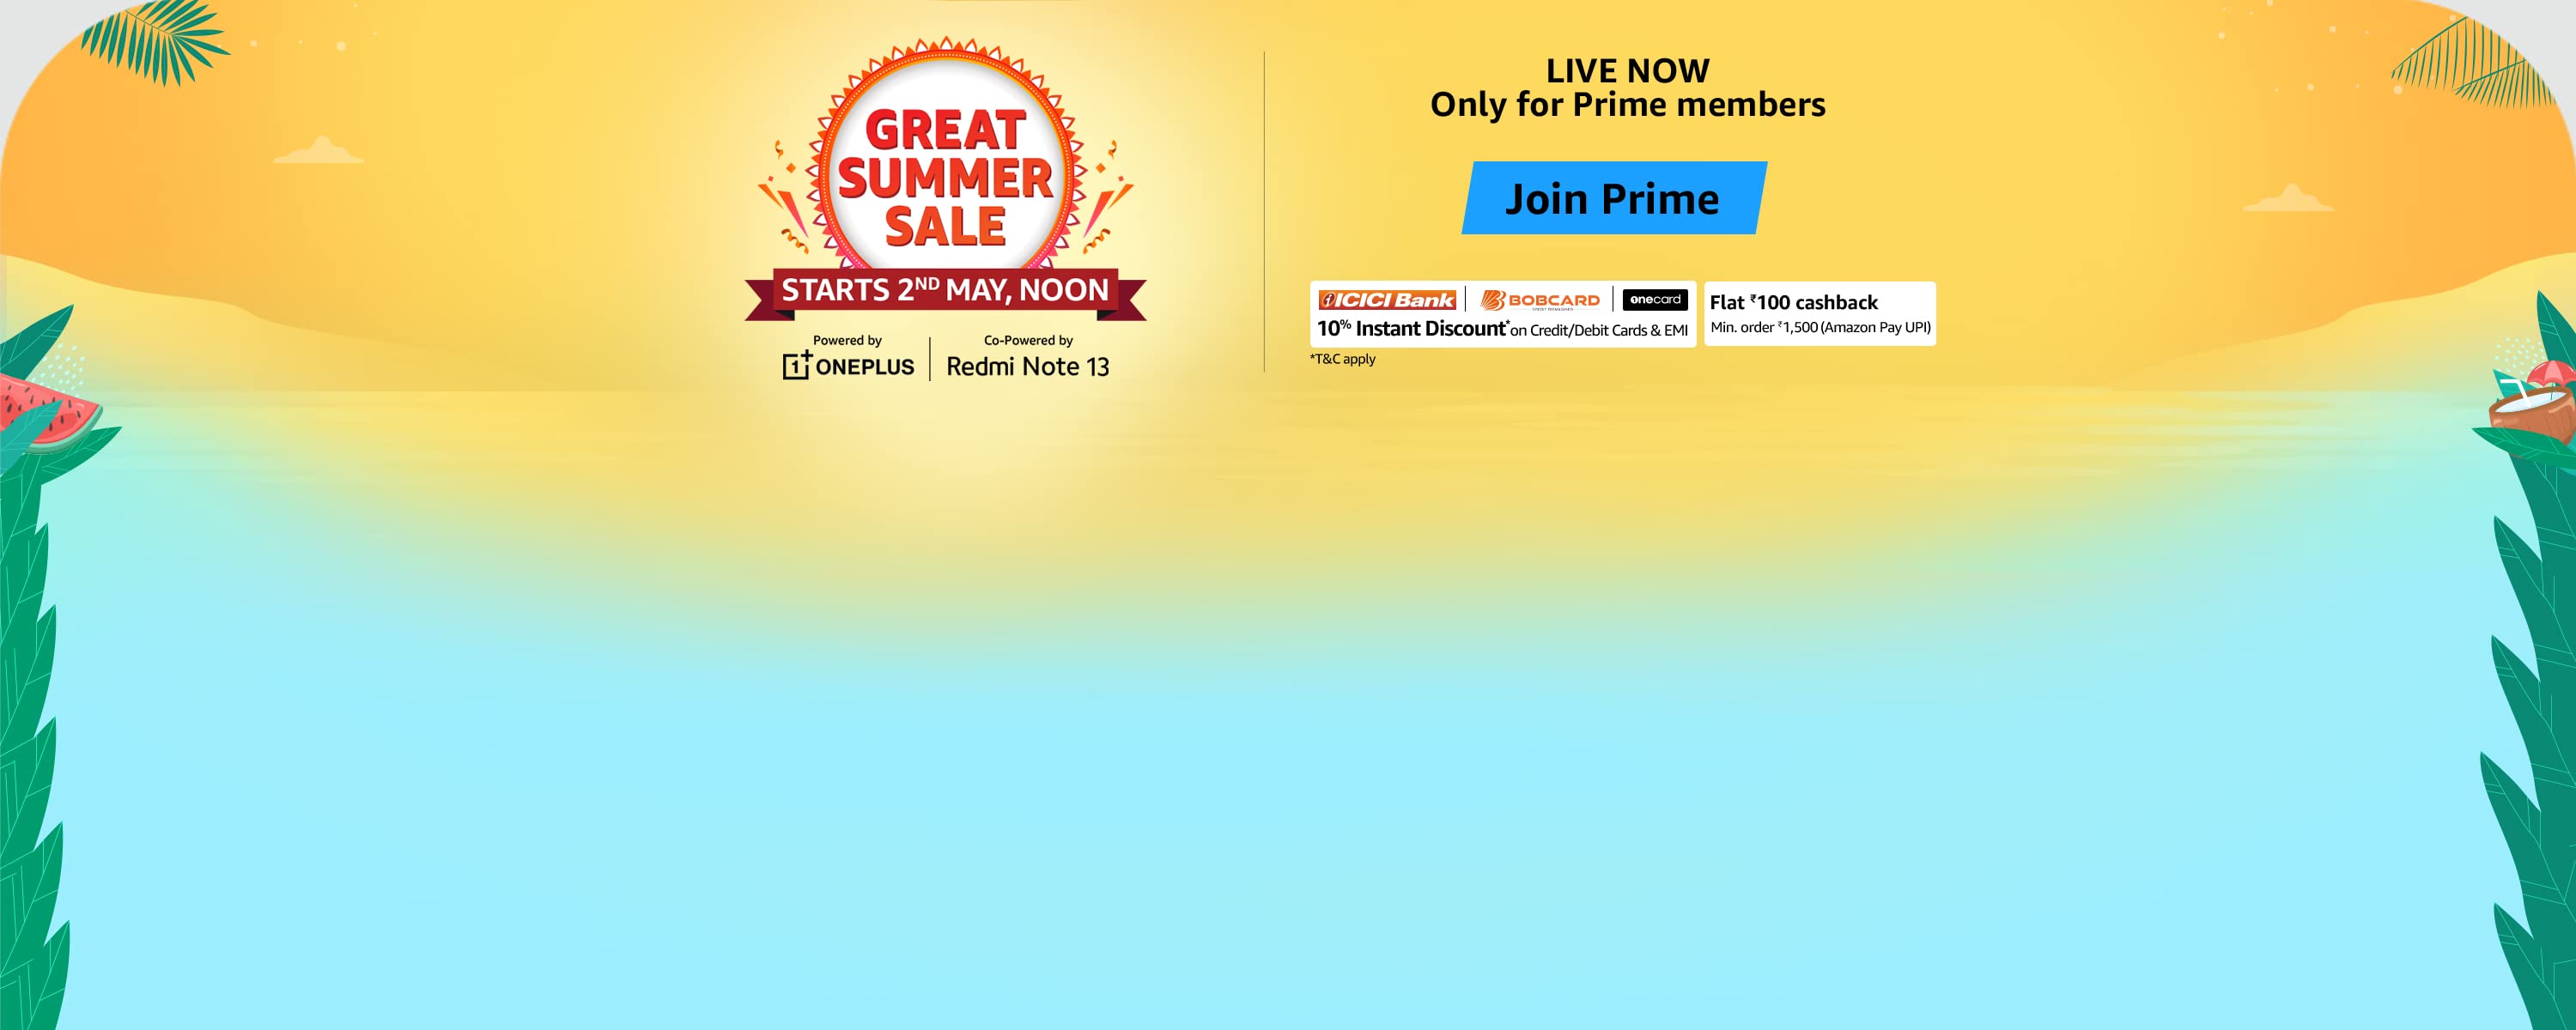 GREAT
SUMMER
SALE
STARTS 2ND MAY, NOON
Powered by
1+ ONEPLUS
Co-Powered by
Redmi Note 13
LIVE NOW
Only for Prime members
Join Prime
ICICI Bank
BOBCARD
onecard
10% Instant Discount* on Credit/Debit Cards & EMI
*T&C apply
Flat ₹100 cashback
Min. order ₹1,500 (Amazon Pay UPI)